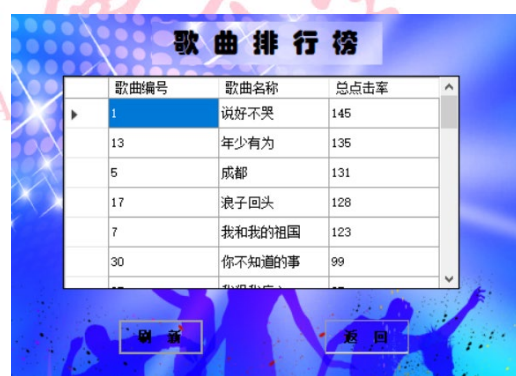 歌曲排行榜
歌曲编号 歌曲名称 总点击率
1 说好不哭 145
13 年少有为 135
5 成都 131
17 浪子回头 128
7 我和我的祖国 123
30 你不知道的事 99
返 回